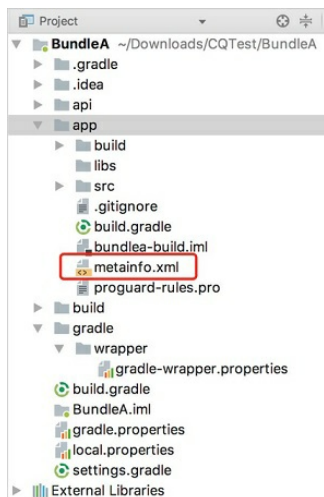 Project
BundleA ~/Downloads/CQTest/BundleA
.gradle
.idea
api
app
build
libs
src
.gitignore
build.gradle
bundlea-build.iml
metainfo.xml
proguard-rules.pro
build
gradle
wrapper
gradle-wrapper.properties
build.gradle
BundleA.iml
gradle.properties
local.properties
settings.gradle
External Libraries